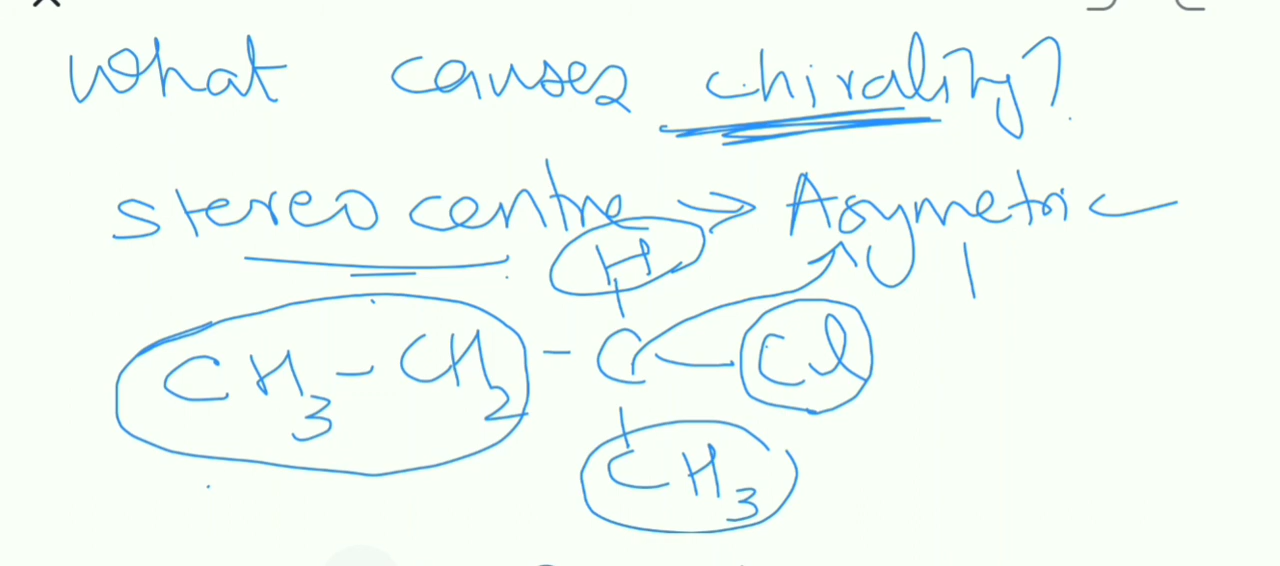 What causes chirality?
stereo centre → Asymetric
H
CH3 - CH2 - C - Cl
CH3